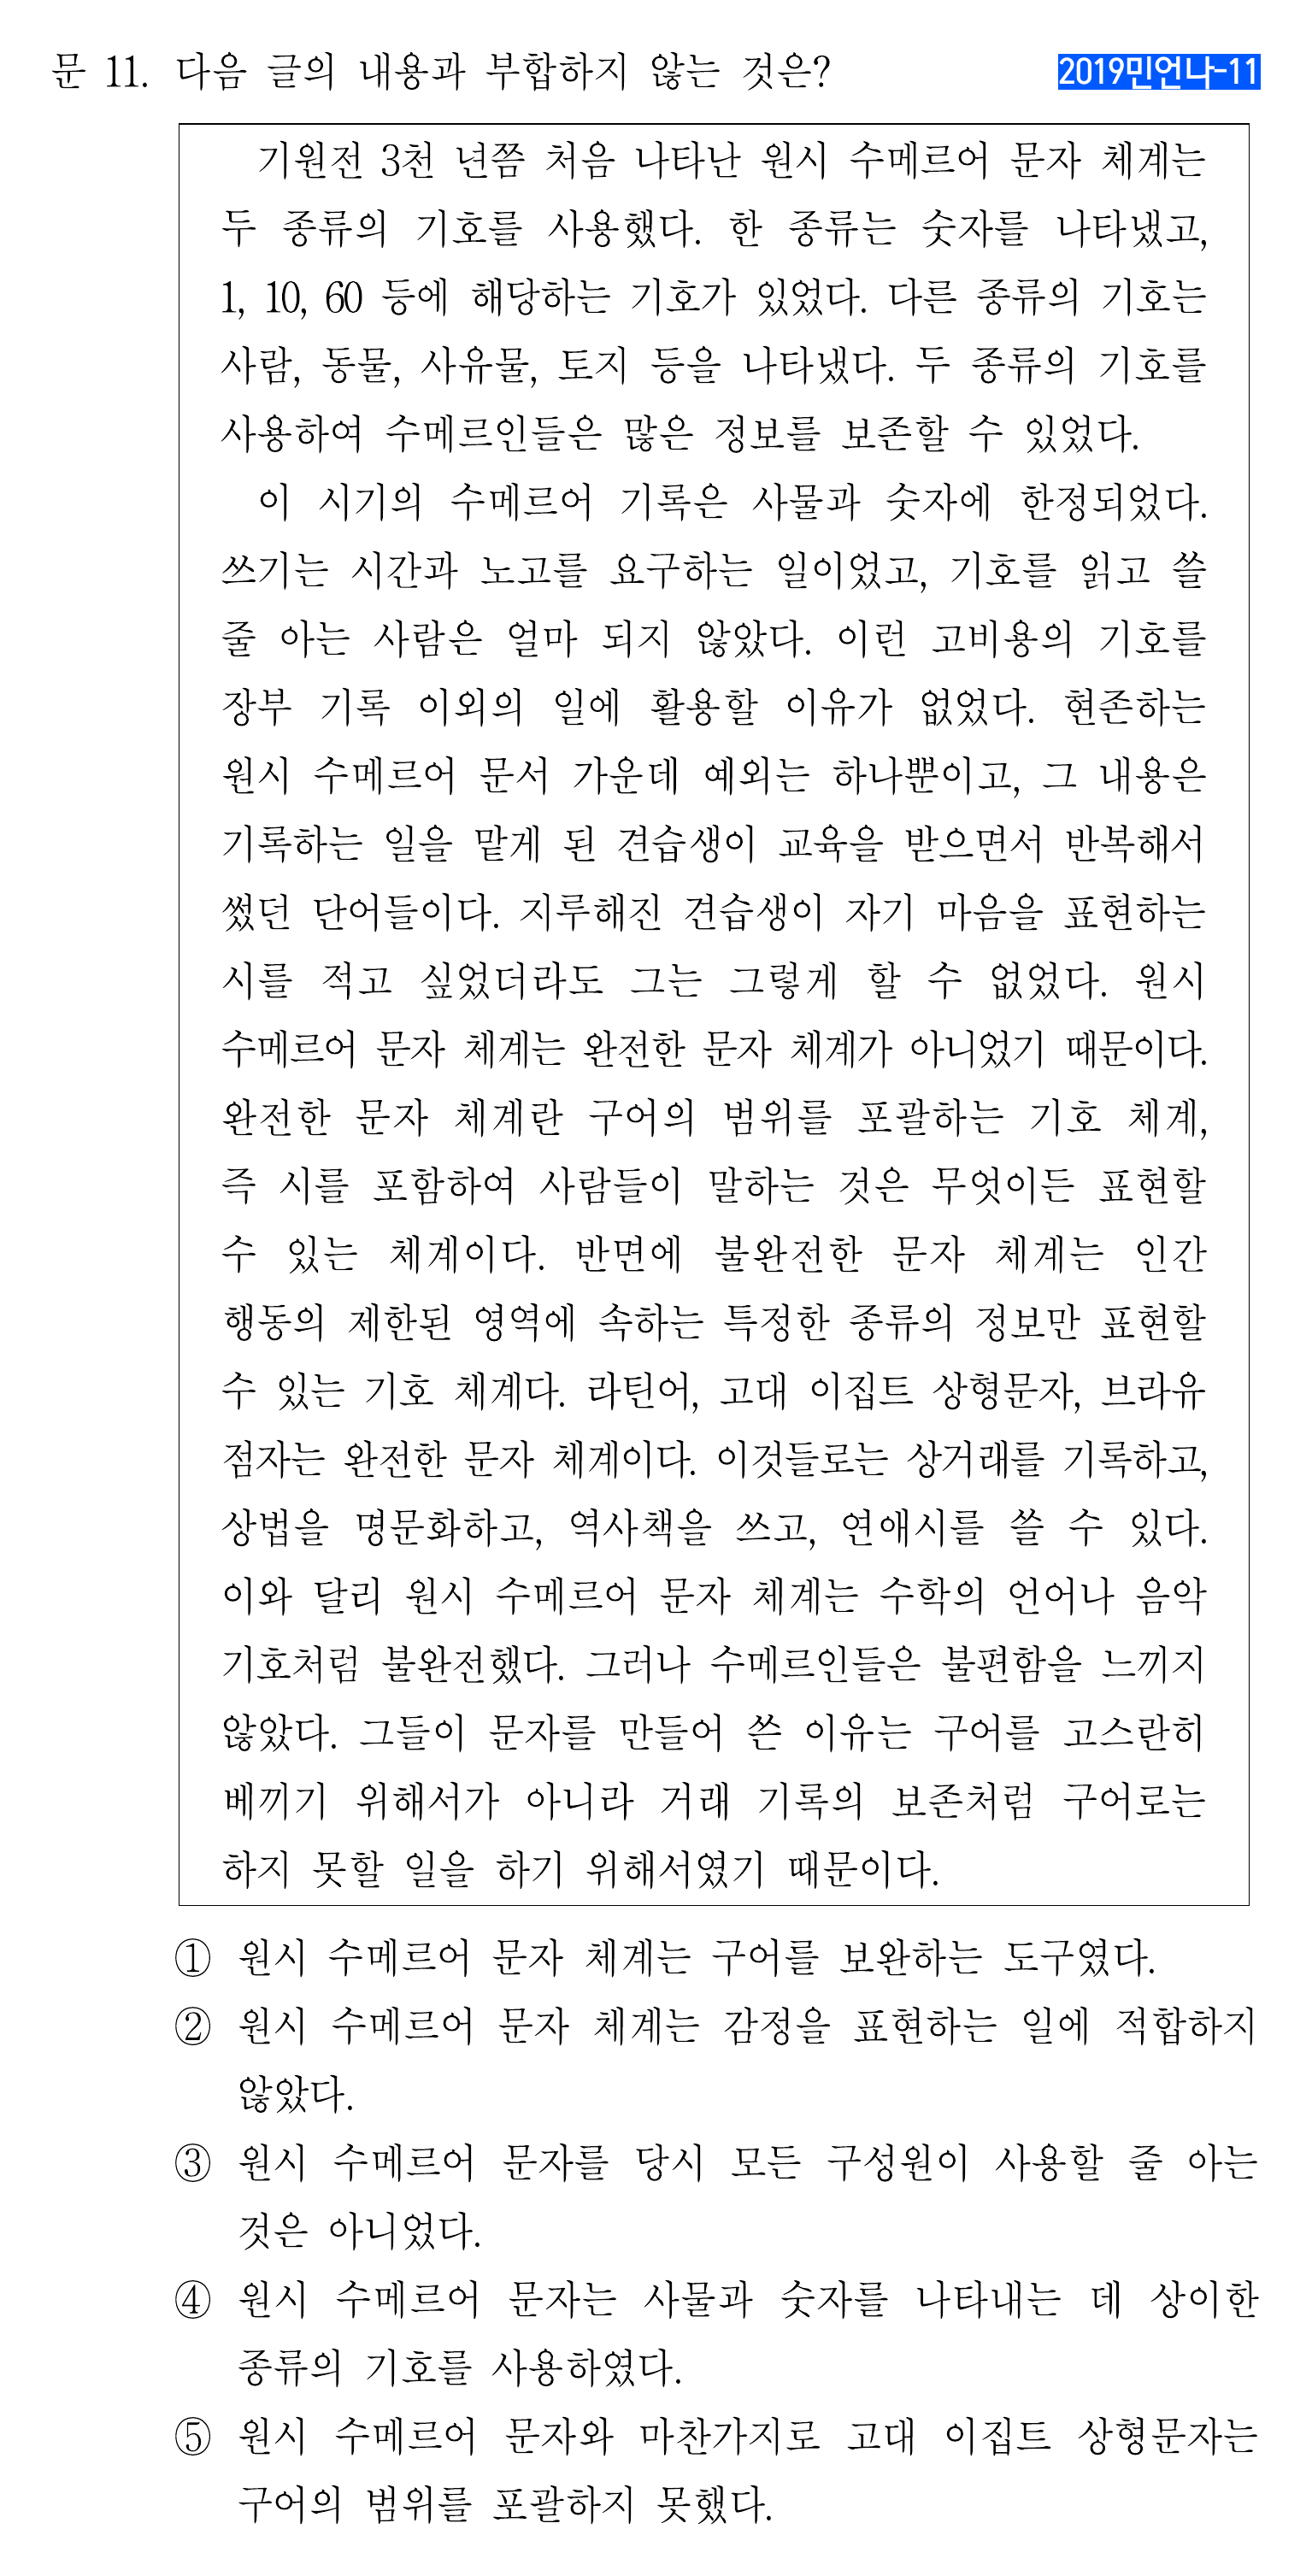 문 11. 다음 글의 내용과 부합하지 않는 것은?
2019민언나-11
기원전 3천 년쯤 처음 나타난 원시 수메르어 문자 체계는
두 종류의 기호를 사용했다. 한 종류는 숫자를 나타냈고,
1, 10, 60 등에 해당하는 기호가 있었다. 다른 종류의 기호는
사람, 동물, 사유물, 토지 등을 나타냈다. 두 종류의 기호를
사용하여 수메르인들은 많은 정보를 보존할 수 있었다.
이 시기의 수메르어 기록은 사물과 숫자에 한정되었다.
쓰기는 시간과 노고를 요구하는 일이었고, 기호를 읽고 쓸
줄 아는 사람은 얼마 되지 않았다. 이런 고비용의 기호를
장부 기록 이외의 일에 활용할 이유가 없었다. 현존하는
원시 수메르어 문서 가운데 예외는 하나뿐이고, 그 내용은
기록하는 일을 맡게 된 견습생이 교육을 받으면서 반복해서
썼던 단어들이다. 지루해진 견습생이 자기 마음을 표현하는
시를 적고 싶었더라도 그는 그렇게 할 수 없었다. 원시
수메르어 문자 체계는 완전한 문자 체계가 아니었기 때문이다.
완전한 문자 체계란 구어의 범위를 포괄하는 기호 체계,
즉 시를 포함하여 사람들이 말하는 것은 무엇이든 표현할
수 있는 체계이다. 반면에 불완전한 문자 체계는 인간
행동의 제한된 영역에 속하는 특정한 종류의 정보만 표현할
수 있는 기호 체계다. 라틴어, 고대 이집트 상형문자, 브라유
점자는 완전한 문자 체계이다. 이것들로는 상거래를 기록하고,
상법을 명문화하고, 역사책을 쓰고, 연애시를 쓸 수 있다.
이와 달리 원시 수메르어 문자 체계는 수학의 언어나 음악
기호처럼 불완전했다. 그러나 수메르인들은 불편함을 느끼지
않았다. 그들이 문자를 만들어 쓴 이유는 구어를 고스란히
베끼기 위해서가 아니라 거래 기록의 보존처럼 구어로는
하지 못할 일을 하기 위해서였기 때문이다.
① 원시 수메르어 문자 체계는 구어를 보완하는 도구였다.
② 원시 수메르어 문자 체계는 감정을 표현하는 일에 적합하지
않았다.
③ 원시 수메르어 문자를 당시 모든 구성원이 사용할 줄 아는
것은 아니었다.
④ 원시 수메르어 문자는 사물과 숫자를 나타내는 데 상이한
종류의 기호를 사용하였다.
⑤ 원시 수메르어 문자와 마찬가지로 고대 이집트 상형문자는
구어의 범위를 포괄하지 못했다.